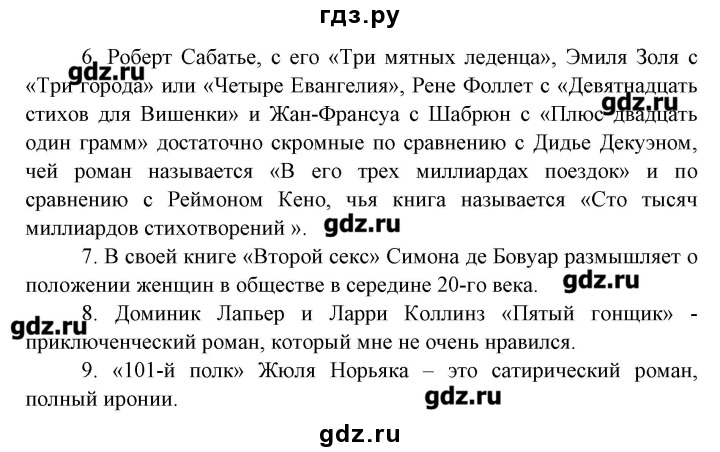 гдз.ру
6. Роберт Сабатье, с его «Три мятных леденца», Эмиля Золя с
gdz.ru
«Три города» или «Четыре Евангелия», Рене Фоллет с «Девятнадцать
gdz.ru
стихов для Вишенки» и Жан-Франсуа с Шабрюн с «Плюс двадцать
один грамм» достаточно скромные по сравнению с Дидье Декуэном,
чей роман называется «В его трех миллиардах поездок» и по
сравнению с Реймоном Кено, чья книга называется «Сто тысяч
миллиардов стихотворений ».
gdz.ru
7. В своей книге «Второй секс» Симона де Бовуар размышляет о
положении женщин в обществе в середине 20-го века.
gdz.ru
8. Доминик Лапьер и Ларри Коллинз «Пятый гонщик» -
gdz.ru
приключенческий роман, который мне не очень нравился.
9. «101-й полк» Жюля Норьяка – это сатирический роман,
полный иронии.
gdz.ru
gdz.ru